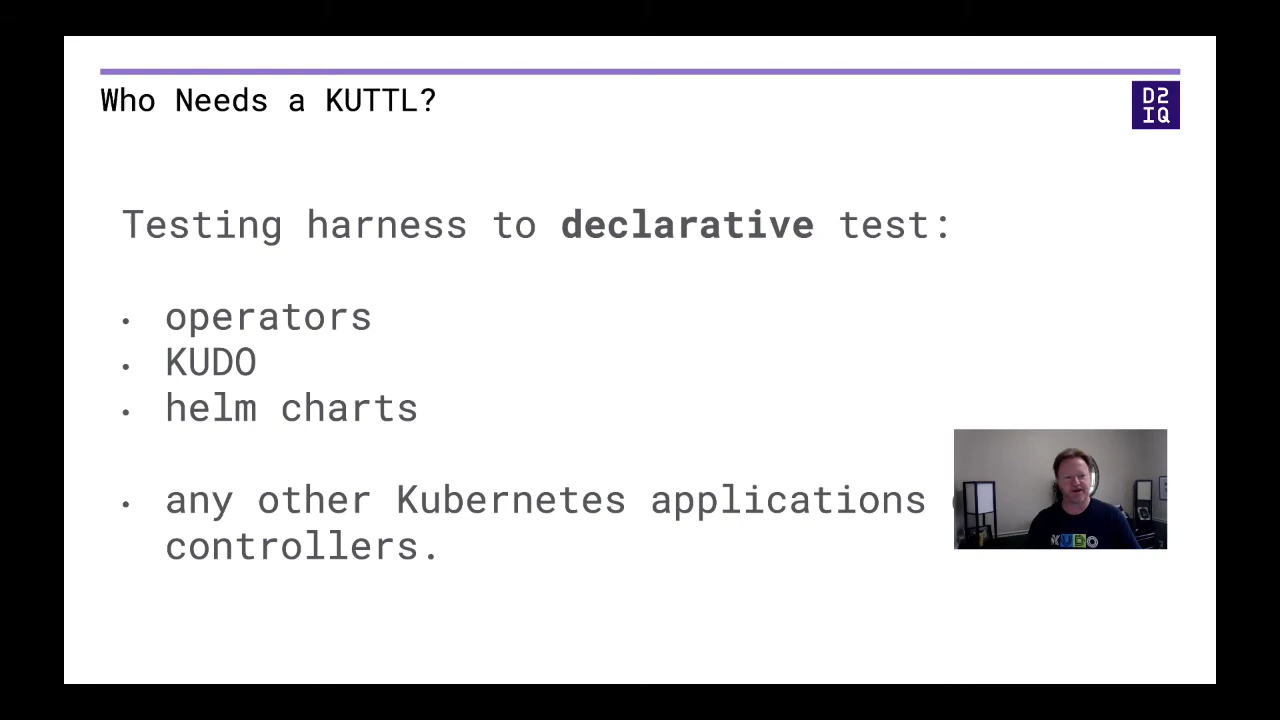 Who Needs a KUTTL?
D2
IQ
Testing harness to declarative test:
• operators
• KUDO
• helm charts
• any other Kubernetes applications
controllers.
KUDO